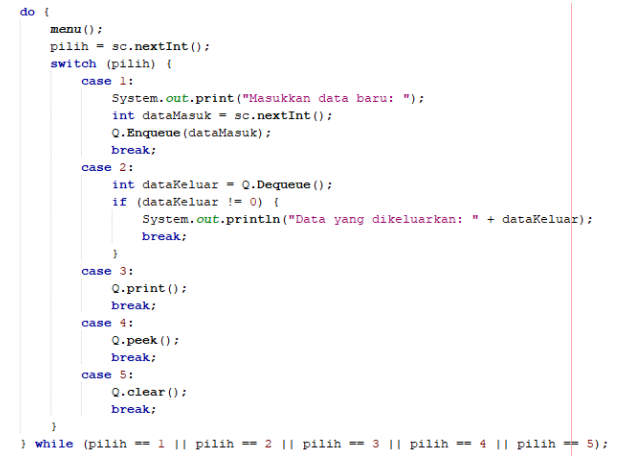 do {
    menu();
    pilih = sc.nextInt();
    switch (pilih) {
        case 1:
            System.out.print("Masukkan data baru: ");
            int dataMasuk = sc.nextInt();
            Q.Enqueue(dataMasuk);
            break;
        case 2:
            int dataKeluar = Q.Dequeue();
            if (dataKeluar != 0) {
                System.out.println("Data yang dikeluarkan: " + dataKeluar);
                break;
            }
        case 3:
            Q.print();
            break;
        case 4:
            Q.peek();
            break;
        case 5:
            Q.clear();
            break;
    }
} while (pilih == 1 || pilih == 2 || pilih == 3 || pilih == 4 || pilih == 5);